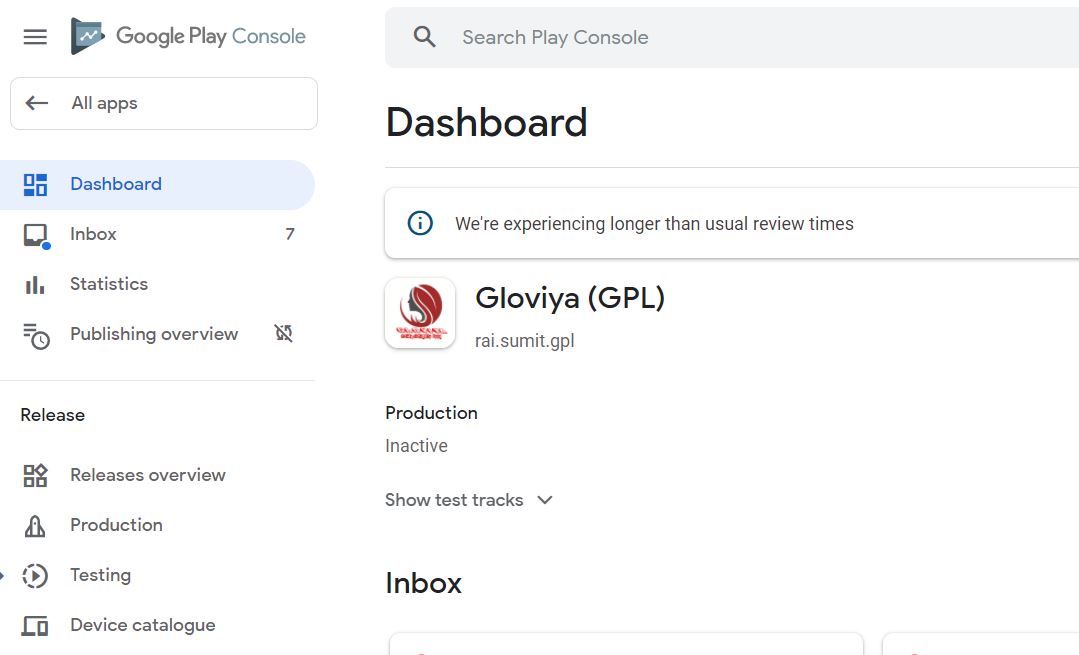 Google Play Console
Search Play Console
All apps
Dashboard
Dashboard
We're experiencing longer than usual review times
Inbox 7
Statistics
Publishing overview
Gloviya (GPL)
rai.sumit.gpl
Production
Inactive
Show test tracks
Release
Releases overview
Production
Testing
Device catalogue
Inbox